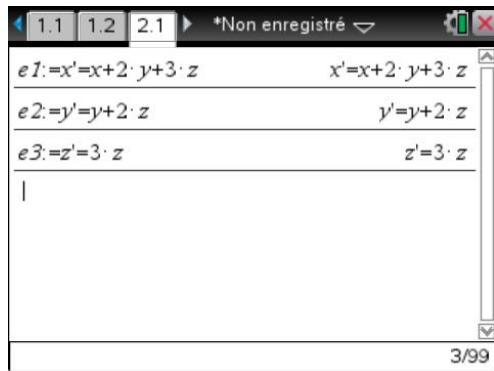 1.1 1.2 2.1 *Non enregistré
e1:=x'=x+2·y+3·z x'=x+2·y+3·z
e2:=y'=y+2·z y'=y+2·z
e3:=z'=3·z z'=3·z
3/99